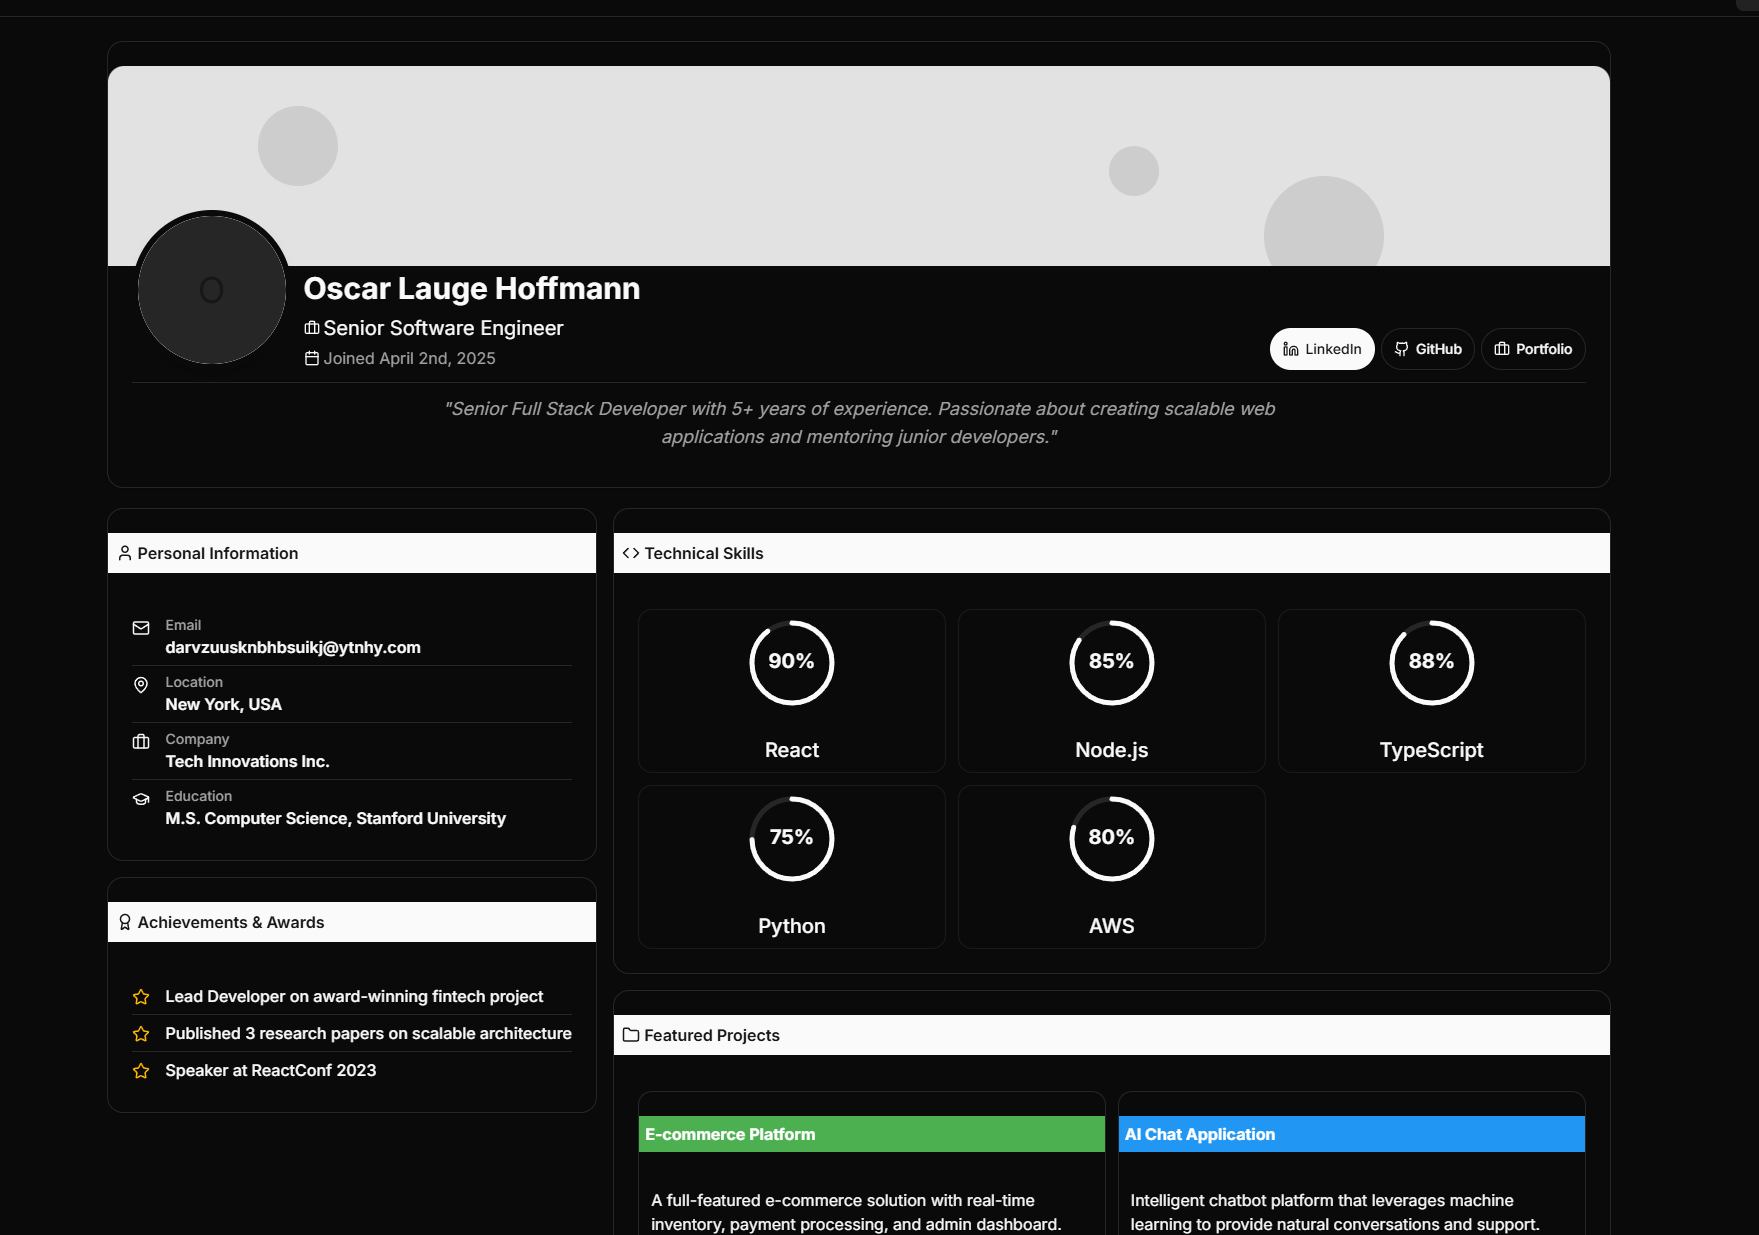 O
Oscar Lauge Hoffmann
Senior Software Engineer
Joined April 2nd, 2025
LinkedIn
GitHub
Portfolio
"Senior Full Stack Developer with 5+ years of experience. Passionate about creating scalable web
applications and mentoring junior developers."
Personal Information
Email
darvzuusknbhbsuikj@ytnhy.com
Location
New York, USA
Company
Tech Innovations Inc.
Education
M.S. Computer Science, Stanford University
Achievements & Awards
Lead Developer on award-winning fintech project
Published 3 research papers on scalable architecture
Speaker at ReactConf 2023
Technical Skills
90%
React
85%
Node.js
88%
TypeScript
75%
Python
80%
AWS
Featured Projects
E-commerce Platform
A full-featured e-commerce solution with real-time
inventory, payment processing, and admin dashboard.
AI Chat Application
Intelligent chatbot platform that leverages machine
learning to provide natural conversations and support.